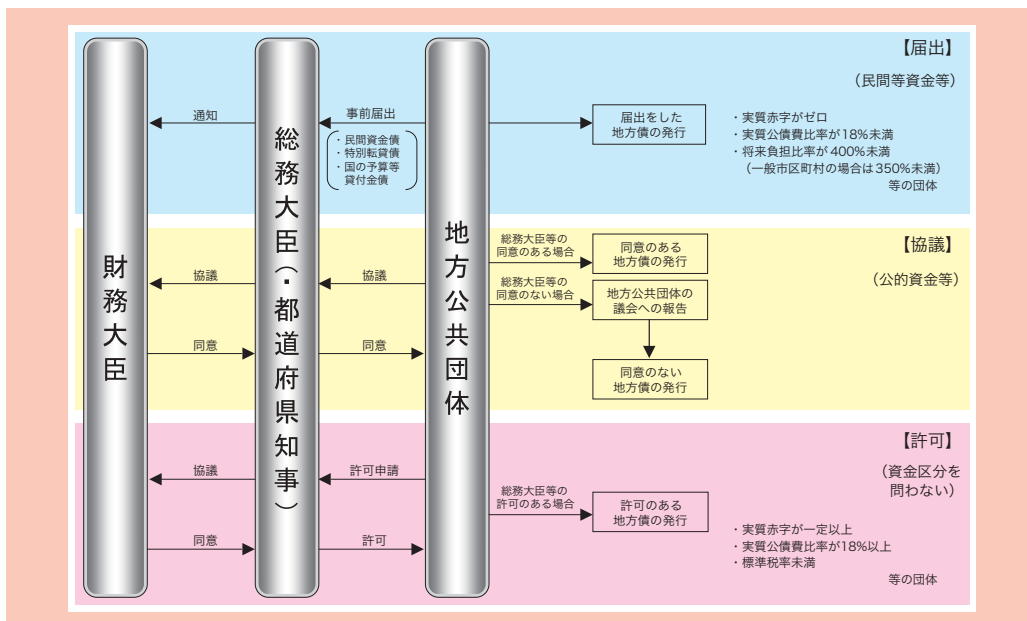 財務大臣
総務大臣（・都道府県知事）
地方公共団体
【届出】
（民間等資金等）
通知
事前届出
・民間資金債
・特別転貸債
・国の予算等
貸付金債
届出をした
地方債の発行
・実質赤字がゼロ
・実質公債費比率が18%未満
・将来負担比率が400%未満
（一般市区町村の場合は350%未満）
等の団体
【協議】
（公的資金等）
協議
協議
同意
同意
総務大臣等の
同意のある場合
同意のある
地方債の発行
総務大臣等の
同意のない場合
地方公共団体の
議会への報告
同意のない
地方債の発行
【許可】
（資金区分を
問わない）
協議
許可申請
同意
許可
総務大臣等の
許可のある場合
許可のある
地方債の発行
・実質赤字が一定以上
・実質公債費比率が18%以上
・標準税率未満
等の団体